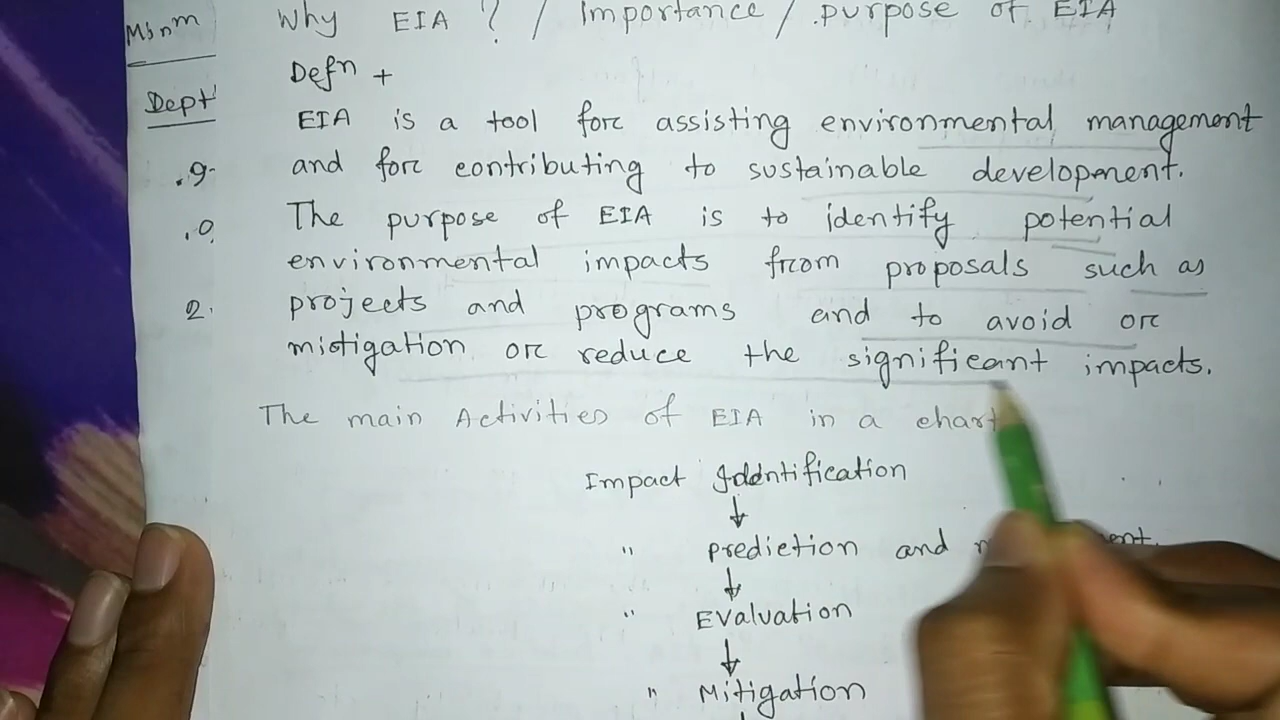 Why EIA ? / Importance / purpose of EIA
Defn +
Dept
EIA is a tool for assisting environmental management
and for contributing to sustainable development.
The purpose of EIA is to identify potential
environmental impacts from proposals such as
2. projects and programs and to avoid or
mitigation or reduce the significant impacts.
The main Activities of EIA in a chart
Impact Identification
↓
" prediction and
↓
" Evaluation
↓
" Mitigation